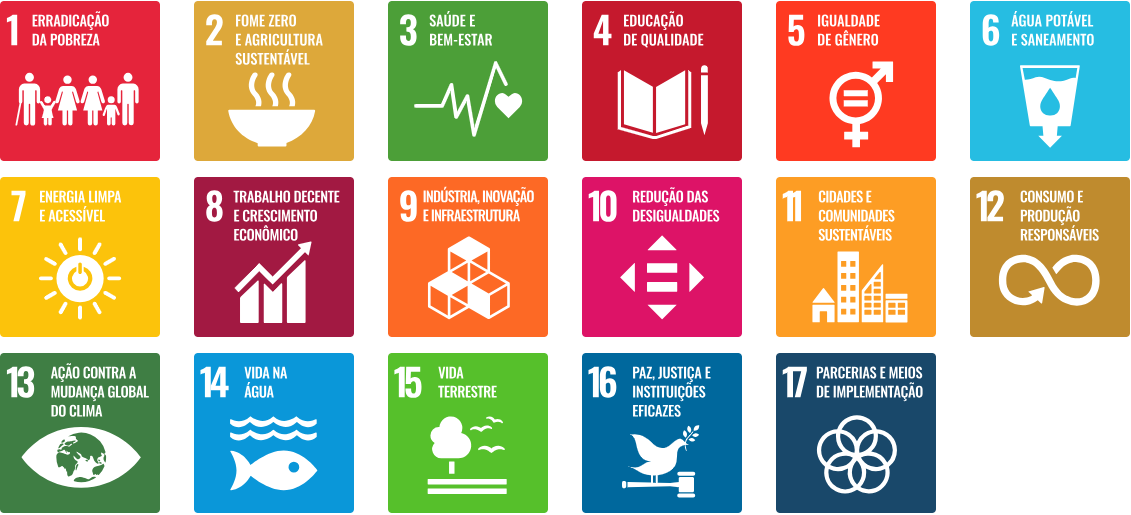 1 ERRADICAÇÃO
DA POBREZA
2 FOME ZERO
E AGRICULTURA
SUSTENTÁVEL
3 SAÚDE E
BEM-ESTAR
4 EDUCAÇÃO
DE QUALIDADE
5 IGUALDADE
DE GÊNERO
6 ÁGUA POTÁVEL
E SANEAMENTO
7 ENERGIA LIMPA
E ACESSÍVEL
8 TRABALHO DECENTE
E CRESCIMENTO
ECONÔMICO
9 INDÚSTRIA, INOVAÇÃO
E INFRAESTRUTURA
10 REDUÇÃO DAS
DESIGUALDADES
11 CIDADES E
COMUNIDADES
SUSTENTÁVEIS
12 CONSUMO E
PRODUÇÃO
RESPONSÁVEIS
13 AÇÃO CONTRA A
MUDANÇA GLOBAL
DO CLIMA
14 VIDA NA
ÁGUA
15 VIDA
TERRESTRE
16 PAZ, JUSTIÇA E
INSTITUIÇÕES
EFICAZES
17 PARCERIAS E MEIOS
DE IMPLEMENTAÇÃO